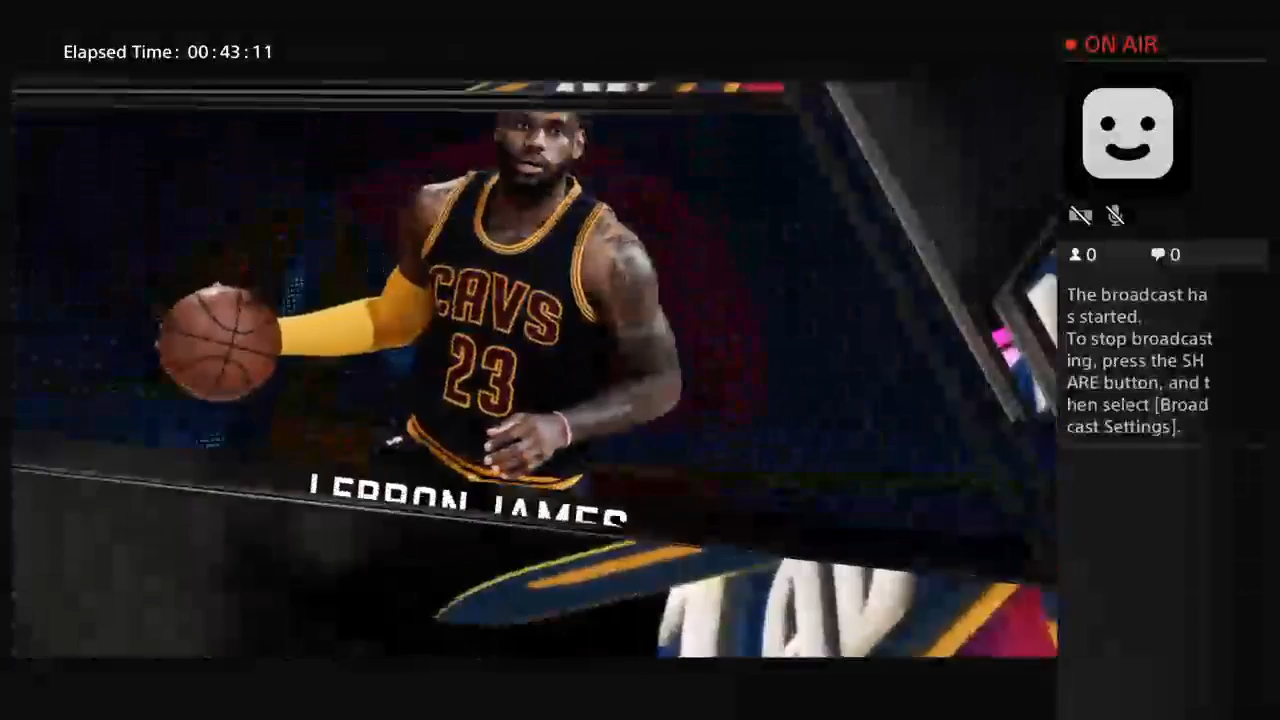 Elapsed Time: 00:43:11
ON AIR
0 0
The broadcast ha
s started.
To stop broadcast
ing, press the SH
ARE button, and t
hen select [Broad
cast Settings].
CAVS
23
LEBRON JAMES